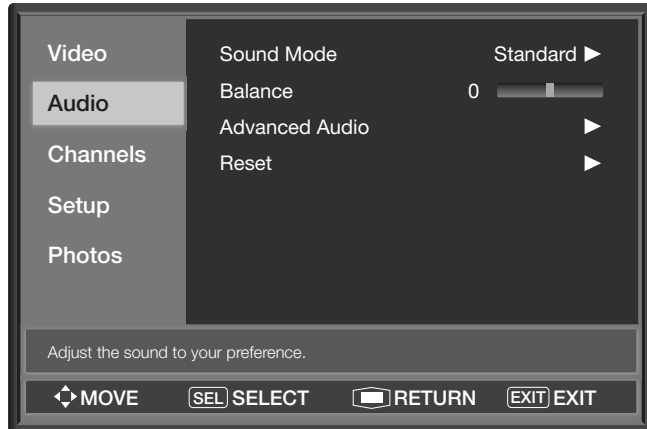 Video
Audio
Channels
Setup
Photos
Sound Mode Standard
Balance 0
Advanced Audio
Reset
Adjust the sound to your preference.
MOVE SEL SELECT RETURN EXIT EXIT